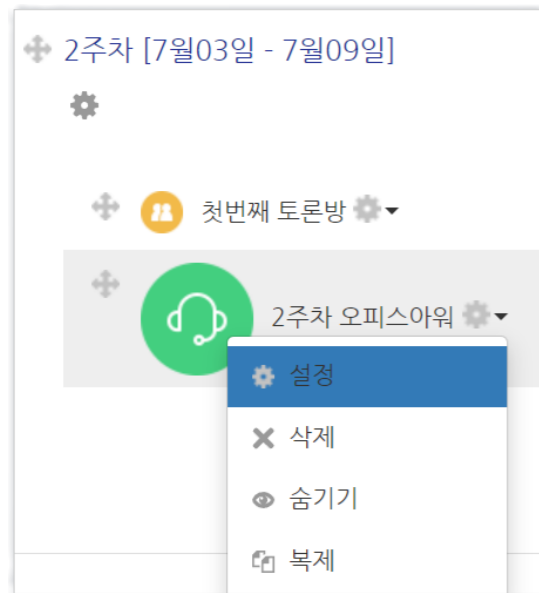 2주차 [7월03일 - 7월09일]
첫번째 토론방
2주차 오피스아워
설정
삭제
숨기기
복제